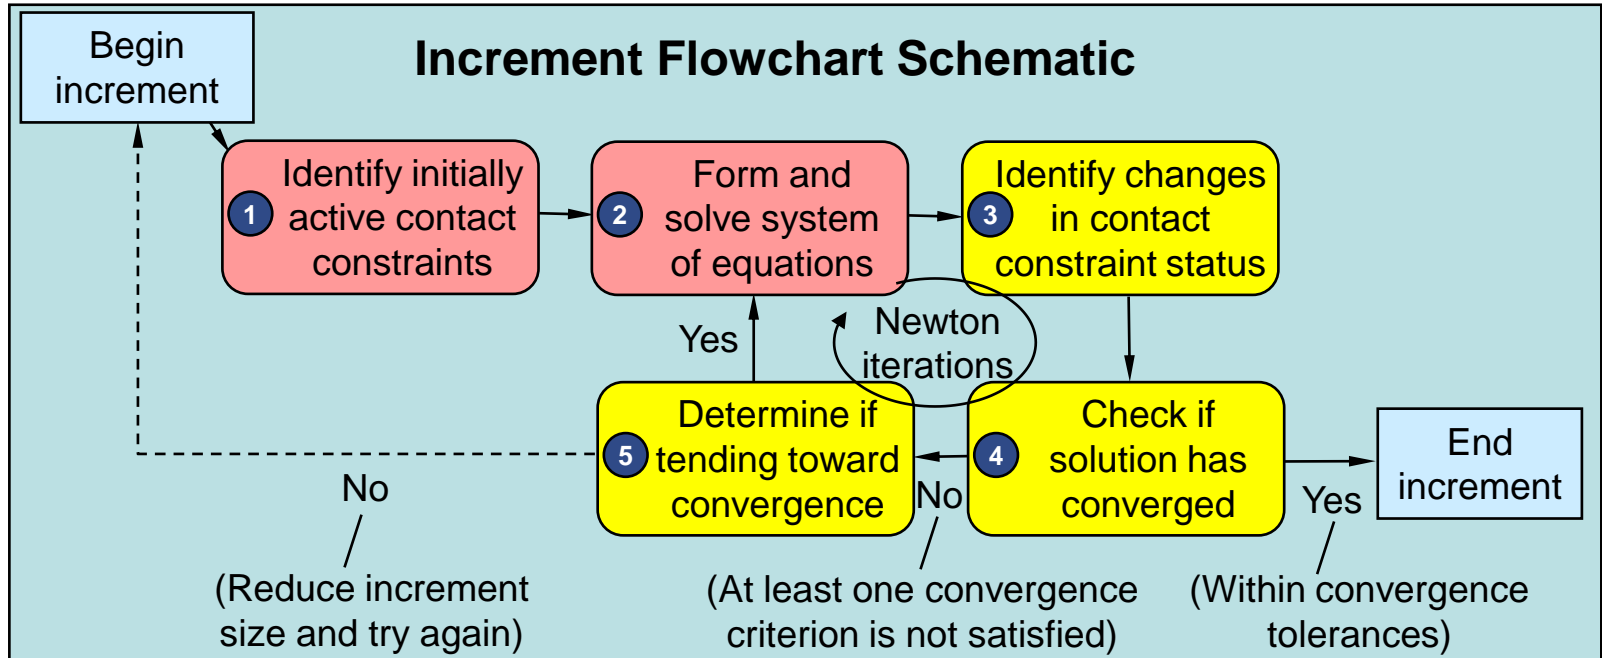 Begin
increment
Increment Flowchart Schematic
1
Identify initially
active contact
constraints
2
Form and
solve system
of equations
3
Identify changes
in contact
constraint status
Yes
Newton
iterations
5
Determine if
tending toward
convergence
4
Check if
solution has
converged
End
increment
No
No
Yes
(Reduce increment
size and try again)
(At least one convergence
criterion is not satisfied)
(Within convergence
tolerances)